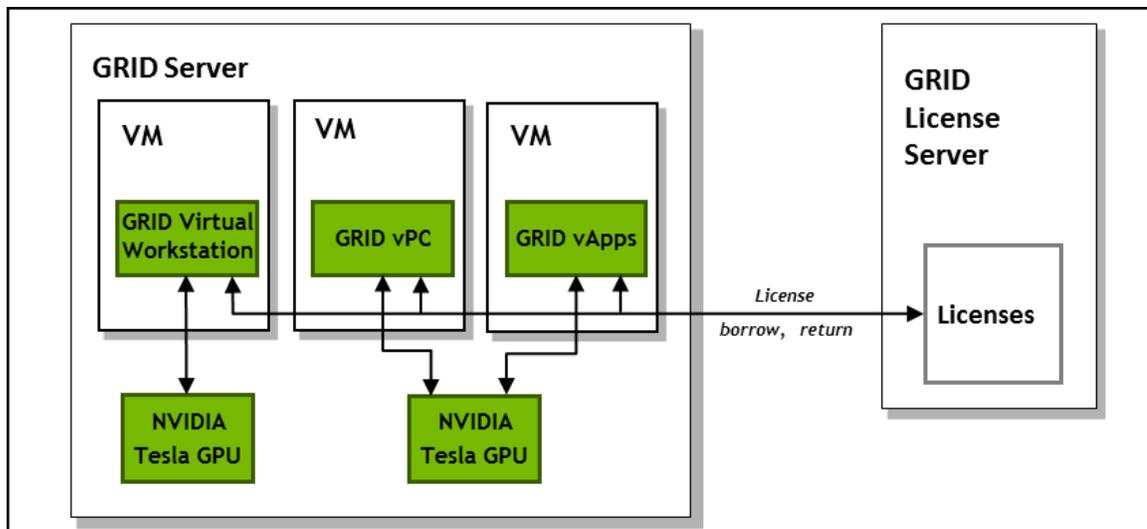 GRID Server
VM
VM
VM
GRID Virtual
Workstation
GRID vPC
GRID vApps
NVIDIA
Tesla GPU
NVIDIA
Tesla GPU
License
borrow, return
GRID
License
Server
Licenses